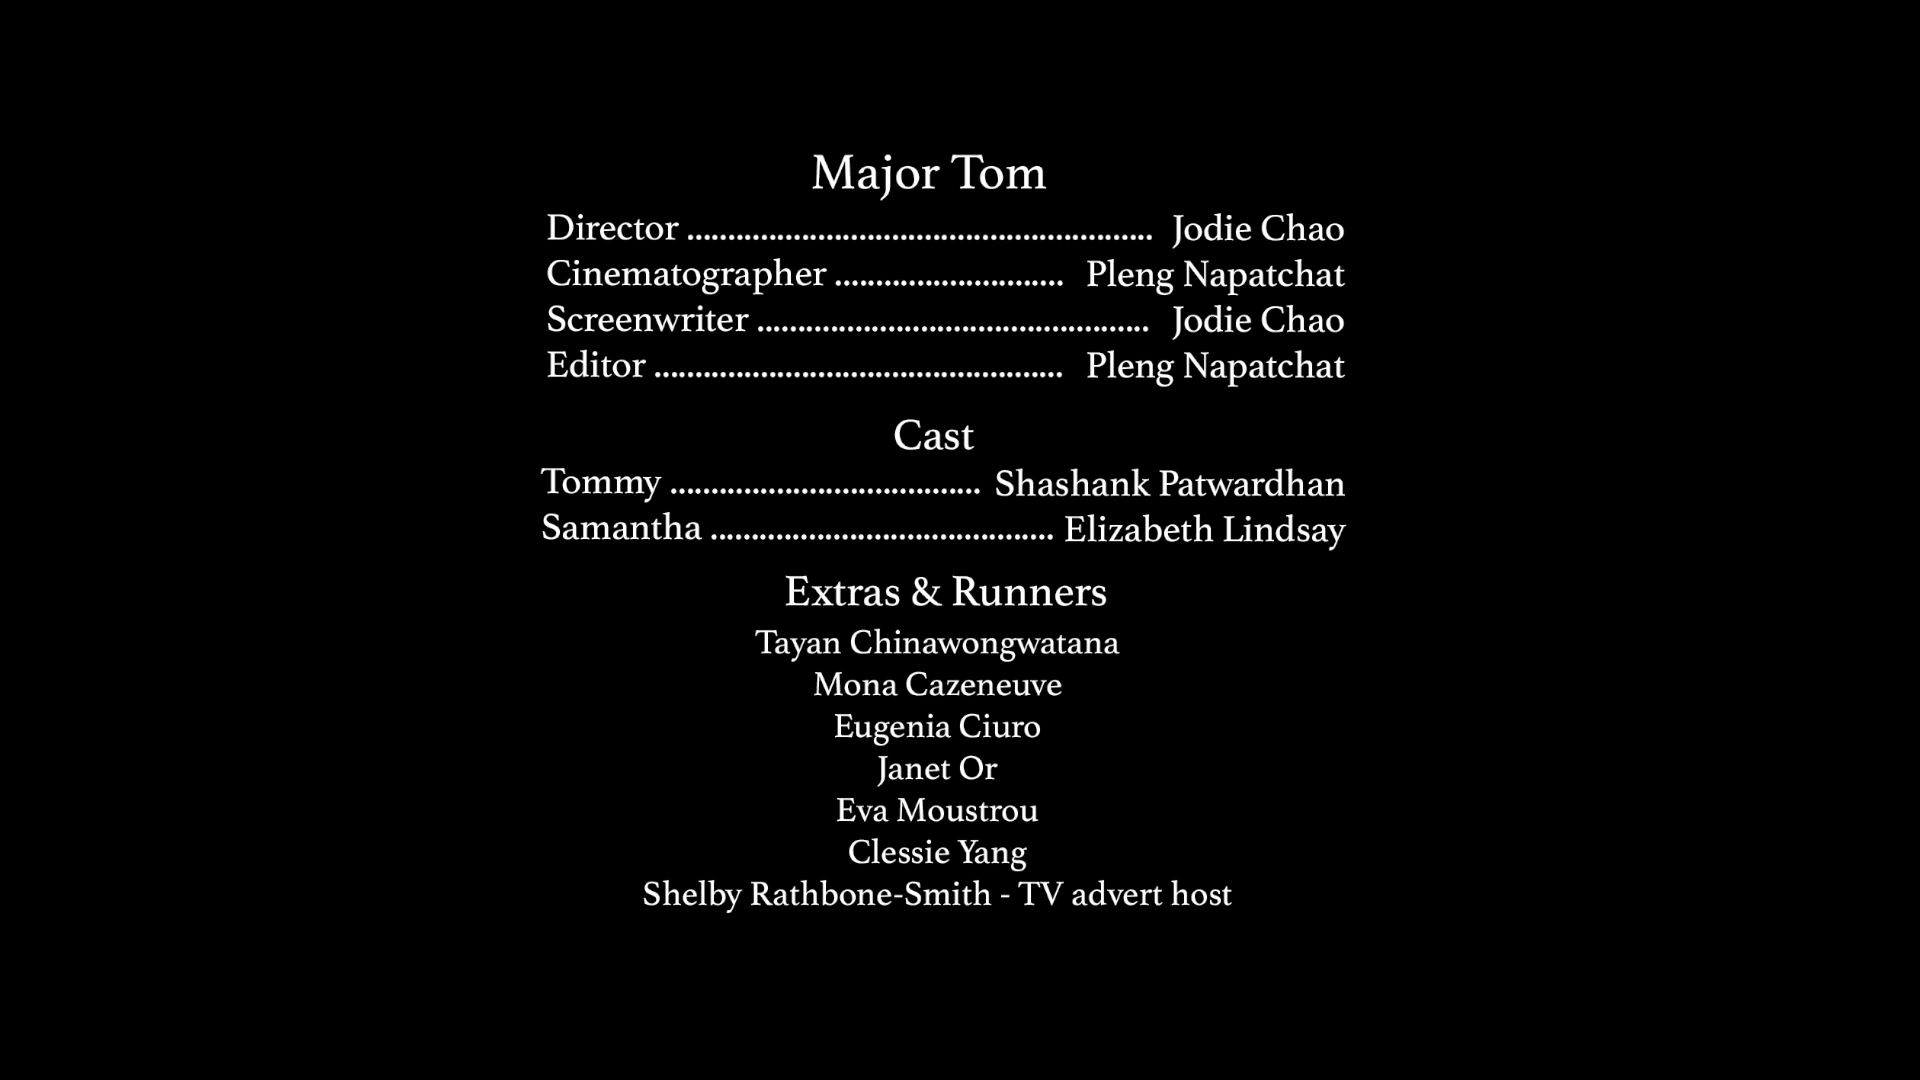 Major Tom
Director ......................................................... Jodie Chao
Cinematographer ............................ Pleng Napatchat
Screenwriter ................................................ Jodie Chao
Editor .................................................. Pleng Napatchat
Cast
Tommy ...................................... Shashank Patwardhan
Samantha .......................................... Elizabeth Lindsay
Extras & Runners
Tayan Chinawongwatana
Mona Cazeneuve
Eugenia Ciuro
Janet Or
Eva Moustrou
Clessie Yang
Shelby Rathbone-Smith - TV advert host